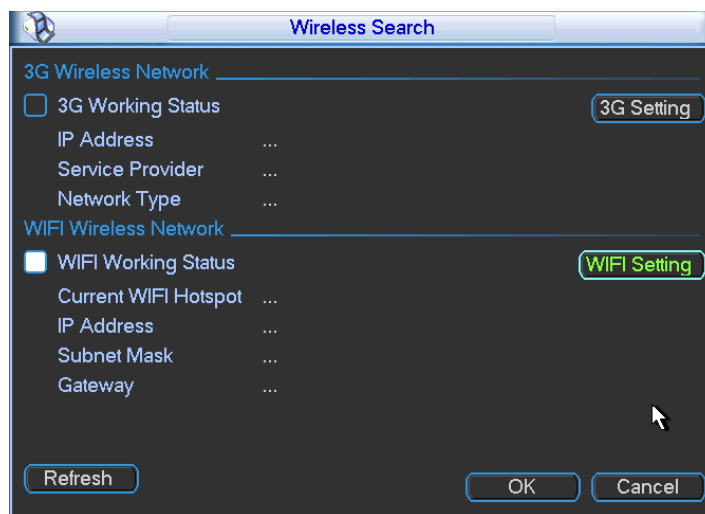 Wireless Search
3G Wireless Network
3G Working Status 3G Setting
IP Address ...
Service Provider ...
Network Type ...
WIFI Wireless Network
WIFI Working Status WIFI Setting
Current WIFI Hotspot ...
IP Address ...
Subnet Mask ...
Gateway ...
Refresh OK Cancel